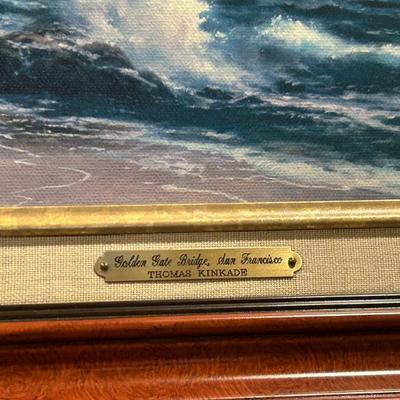 Golden Gate Bridge, San Francisco
THOMAS KINKADE